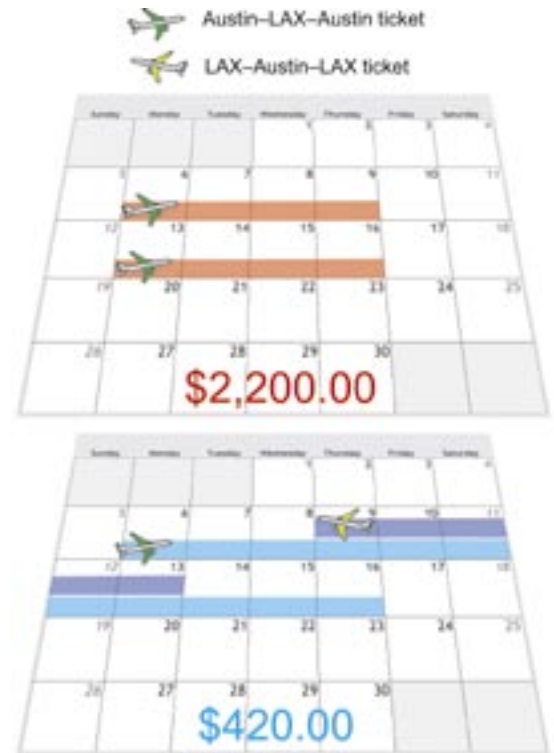 Austin–LAX–Austin ticket
LAX–Austin–LAX ticket
Sunday Monday Tuesday Wednesday Thursday Friday Saturday
1 2 3 4
5 6 7 8 9 10 11
12 13 14 15 16 17 18
19 20 21 22 23 24 25
26 27 28 29 30
$2,200.00
Sunday Monday Tuesday Wednesday Thursday Friday Saturday
1 2 3 4
5 6 7 8 9 10 11
12 13 14 15 16 17 18
19 20 21 22 23 24 25
26 27 28 29 30
$420.00